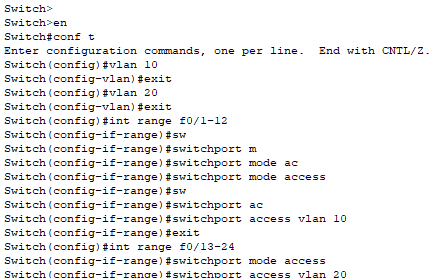 Switch>
Switch>en
Switch#conf t
Enter configuration commands, one per line.  End with CNTL/Z.
Switch(config)#vlan 10
Switch(config-vlan)#exit
Switch(config)#vlan 20
Switch(config-vlan)#exit
Switch(config)#int range f0/1-12
Switch(config-if-range)#sw
Switch(config-if-range)#switchport m
Switch(config-if-range)#switchport mode ac
Switch(config-if-range)#switchport mode access
Switch(config-if-range)#sw
Switch(config-if-range)#switchport ac
Switch(config-if-range)#switchport access vlan 10
Switch(config-if-range)#exit
Switch(config)#int range f0/13-24
Switch(config-if-range)#switchport mode access
Switch(config-if-range)#switchport access vlan 20